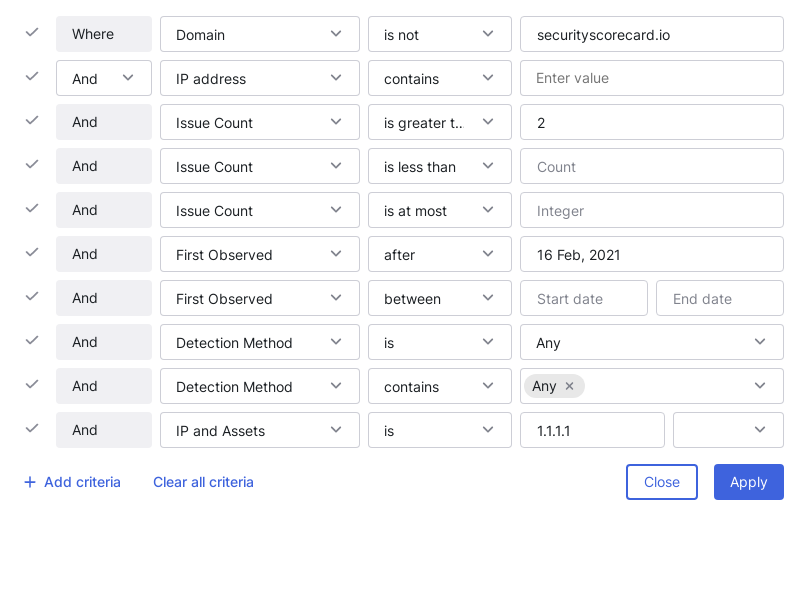 Where Domain is not securityscorecard.io
And IP address contains Enter value
And Issue Count is greater t... 2
And Issue Count is less than Count
And Issue Count is at most Integer
And First Observed after 16 Feb, 2021
And First Observed between Start date End date
And Detection Method is Any
And Detection Method contains Any
And IP and Assets is 1.1.1.1
Add criteria Clear all criteria Close Apply